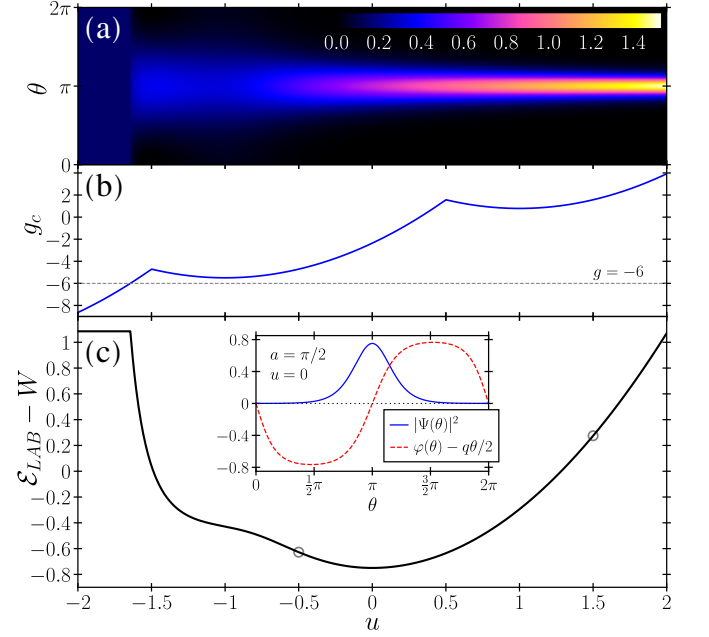 2π
(a)
0.0 0.2 0.4 0.6 0.8 1.0 1.2 1.4
θ
π
0
(b)
4
2
0
−2
−4
−6
−8
g_c
g = −6
(c)
1
0.8
0.6
0.4
0.2
0
−0.2
−0.4
−0.6
−0.8
ℰ_LAB − W
0.8
0.4
0
−0.4
−0.8
a = π/2
u = 0
|Ψ(θ)|²
φ(θ) − qθ/2
0 ½π π 3/2π 2π
θ
−2 −1.5 −1 −0.5 0 0.5 1 1.5 2
u